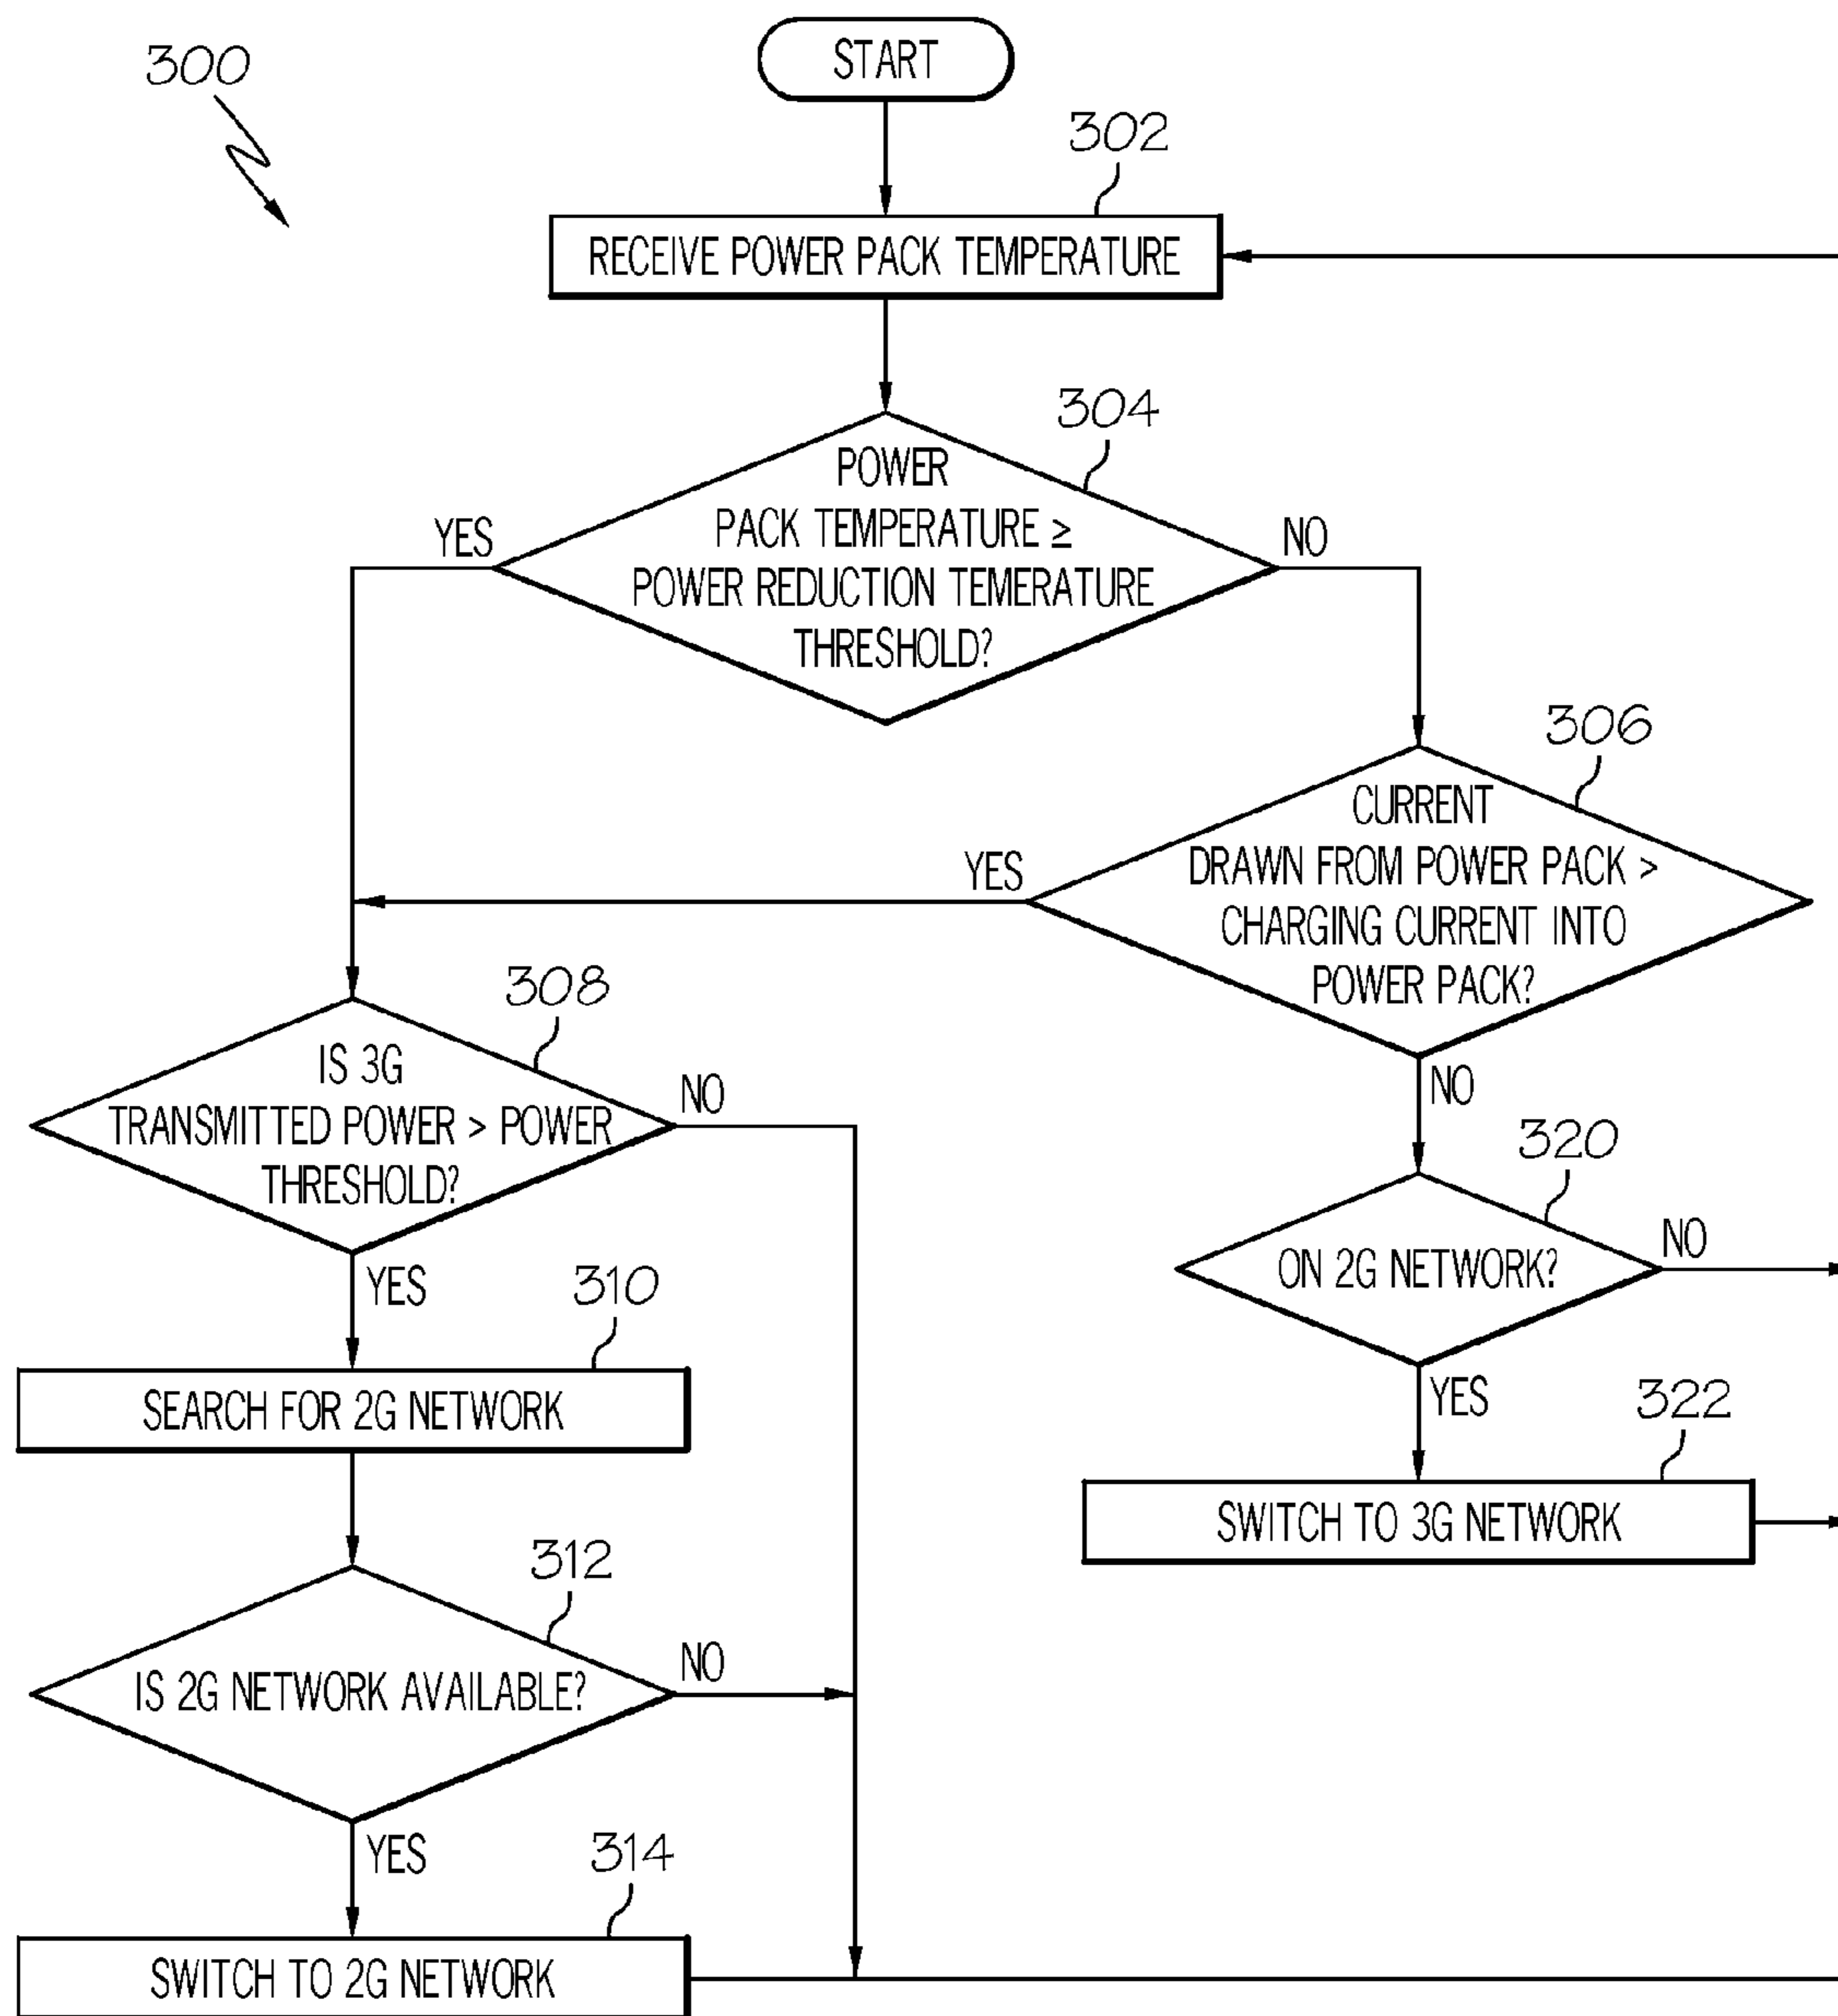 300
START
302
RECEIVE POWER PACK TEMPERATURE
304
POWER
PACK TEMPERATURE ≥
POWER REDUCTION TEMERATURE
THRESHOLD?
YES
NO
306
CURRENT
DRAWN FROM POWER PACK >
CHARGING CURRENT INTO
POWER PACK?
YES
NO
308
IS 3G
TRANSMITTED POWER > POWER
THRESHOLD?
NO
YES
320
ON 2G NETWORK?
NO
YES
310
SEARCH FOR 2G NETWORK
322
SWITCH TO 3G NETWORK
312
IS 2G NETWORK AVAILABLE?
NO
YES
314
SWITCH TO 2G NETWORK